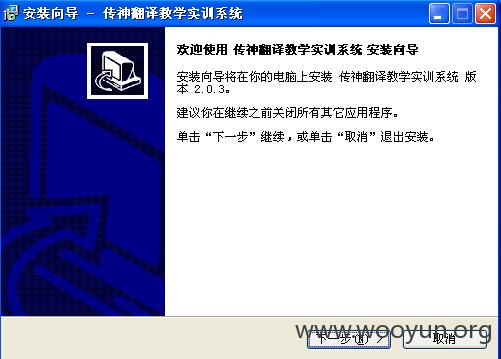 安装向导 - 传神翻译教学实训系统
欢迎使用 传神翻译教学实训系统 安装向导
安装向导将在你的电脑上安装 传神翻译教学实训系统 版
本 2.0.3。
建议你在继续之前关闭所有其它应用程序。
单击“下一步”继续，或单击“取消”退出安装。
下一步(N) >
取消
www.wooyun.org